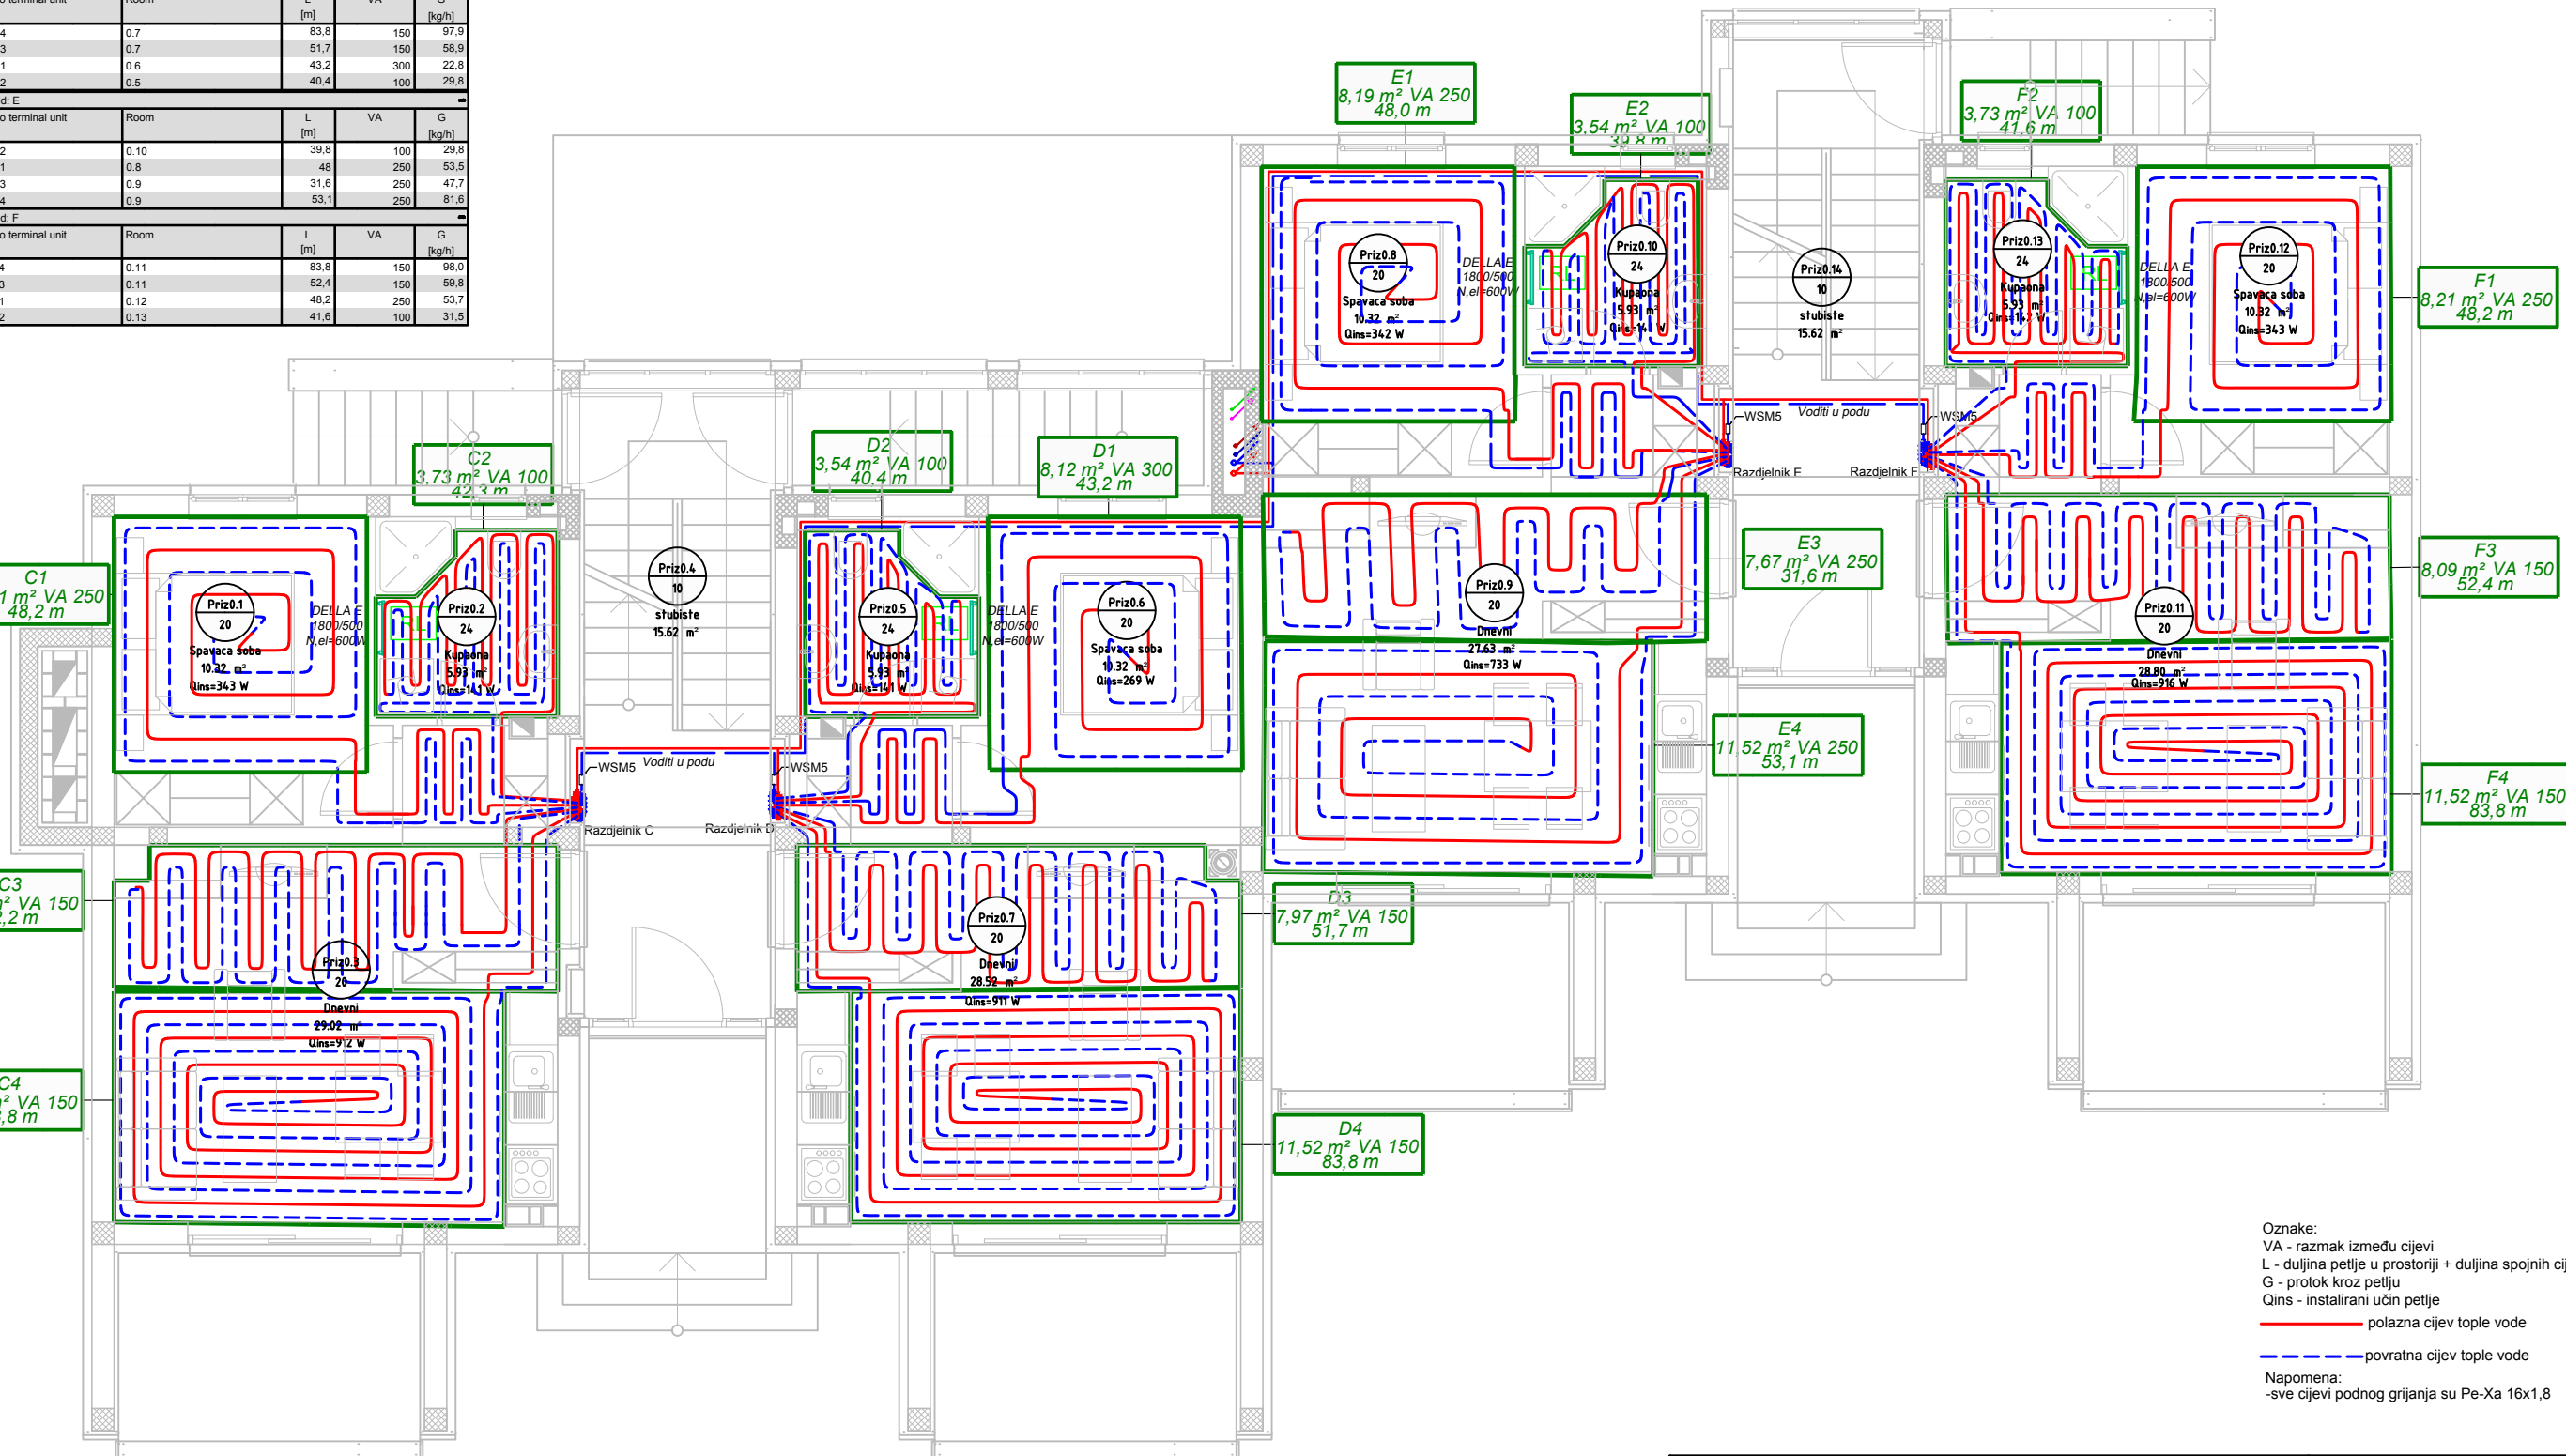 o terminal unit Room L VA G
[m] [kg/h]
4 0.7 83,8 150 97,9
3 0.7 51,7 150 58,9
1 0.6 43,2 300 22,8
2 0.5 40,4 100 29,8
d: E
o terminal unit Room L VA G
[m] [kg/h]
2 0.10 39,8 100 29,8
1 0.8 48 250 53,5
3 0.9 31,6 250 47,7
4 0.9 53,1 250 81,6
d: F
o terminal unit Room L VA G
[m] [kg/h]
4 0.11 83,8 150 98,0
3 0.11 52,4 150 59,8
1 0.12 48,2 250 53,7
2 0.13 41,6 100 31,5
E1
8,19 m² VA 250
48,0 m
E2
3,54 m² VA 100
39,8 m
F2
3,73 m² VA 100
41,6 m
Priz0.8
20
Spavaca soba
10.32 m²
Qins=342 W
DELLA E
1800/500
N,el=600W
Priz0.10
24
Kupaona
5.93 m²
Qins=141 W
Priz0.14
10
stubiste
15.62 m²
Priz0.13
24
Kupaona
5.93 m²
Qins=142 W
DELLA E
1800/500
N,el=600W
Priz0.12
20
Spavaca soba
10.32 m²
Qins=343 W
F1
8,21 m² VA 250
48,2 m
WSM5
Voditi u podu
WSM5
Razdjelnik E
Razdjelnik F
C2
3,73 m² VA 100
42,3 m
D2
3,54 m² VA 100
40,4 m
D1
8,12 m² VA 300
43,2 m
E3
7,67 m² VA 250
31,6 m
F3
8,09 m² VA 150
52,4 m
C1
1 m² VA 250
48,2 m
Priz0.1
20
Spavaca soba
10.32 m²
Qins=343 W
DELLA E
1800/500
N,el=600W
Priz0.2
24
Kupaona
5.93 m²
Qins=141 W
Priz0.4
10
stubiste
15.62 m²
Priz0.5
24
Kupaona
5.93 m²
Qins=141 W
DELLA E
1800/500
N,el=600W
Priz0.6
20
Spavaca soba
10.32 m²
Qins=269 W
Priz0.9
20
Dnevni
27.63 m²
Qins=733 W
Priz0.11
20
Dnevni
28.80 m²
Qins=916 W
E4
11,52 m² VA 250
53,1 m
F4
11,52 m² VA 150
83,8 m
WSM5
Voditi u podu
WSM5
Razdjelnik C
Razdjelnik D
C3
m² VA 150
2,2 m
Priz0.3
20
Dnevni
29.02 m²
Qins=912 W
Priz0.7
20
Dnevni
28.52 m²
Qins=911 W
D3
7,97 m² VA 150
51,7 m
C4
m² VA 150
,8 m
D4
11,52 m² VA 150
83,8 m
Oznake:
VA - razmak između cijevi
L - duljina petlje u prostoriji + duljina spojnih cij
G - protok kroz petlju
Qins - instalirani učin petlje
polazna cijev tople vode
povratna cijev tople vode
Napomena:
-sve cijevi podnog grijanja su Pe-Xa 16x1,8